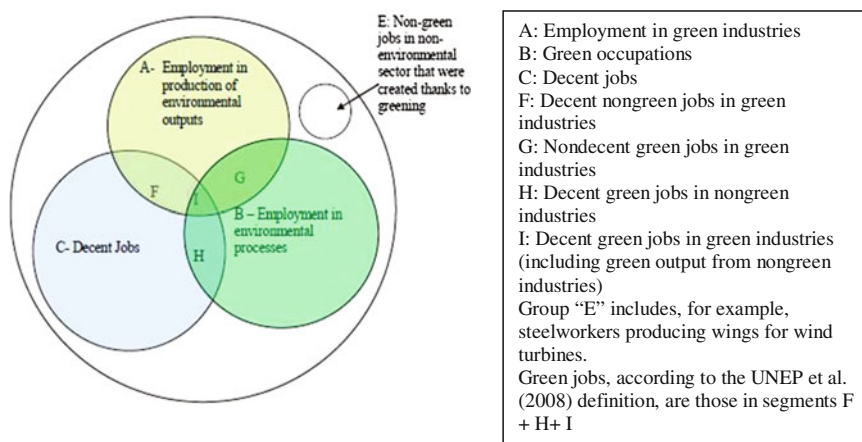 E: Non-green
jobs in non-
environmental
sector that were
created thanks to
greening
A- Employment in
production of
environmental
outputs
G
F
I
B – Employment in
environmental
processes
C- Decent Jobs
H
A: Employment in green industries
B: Green occupations
C: Decent jobs
F: Decent nongreen jobs in green
industries
G: Nondecent green jobs in green
industries
H: Decent green jobs in nongreen
industries
I: Decent green jobs in green industries
(including green output from nongreen
industries)
Group “E” includes, for example,
steelworkers producing wings for wind
turbines.
Green jobs, according to the UNEP et al.
(2008) definition, are those in segments F
+ H+ I